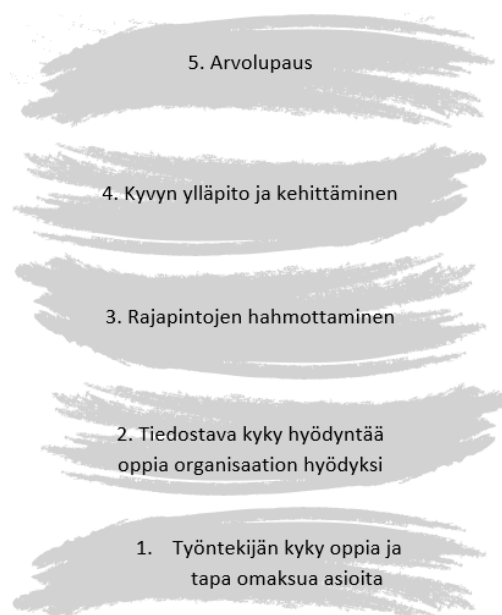 5. Arvolupaus
4. Kyvyn ylläpito ja kehittäminen
3. Rajapintojen hahmottaminen
2. Tiedostava kyky hyödyntää
oppia organisaation hyödyksi
1. Työntekijän kyky oppia ja
tapa omaksua asioita